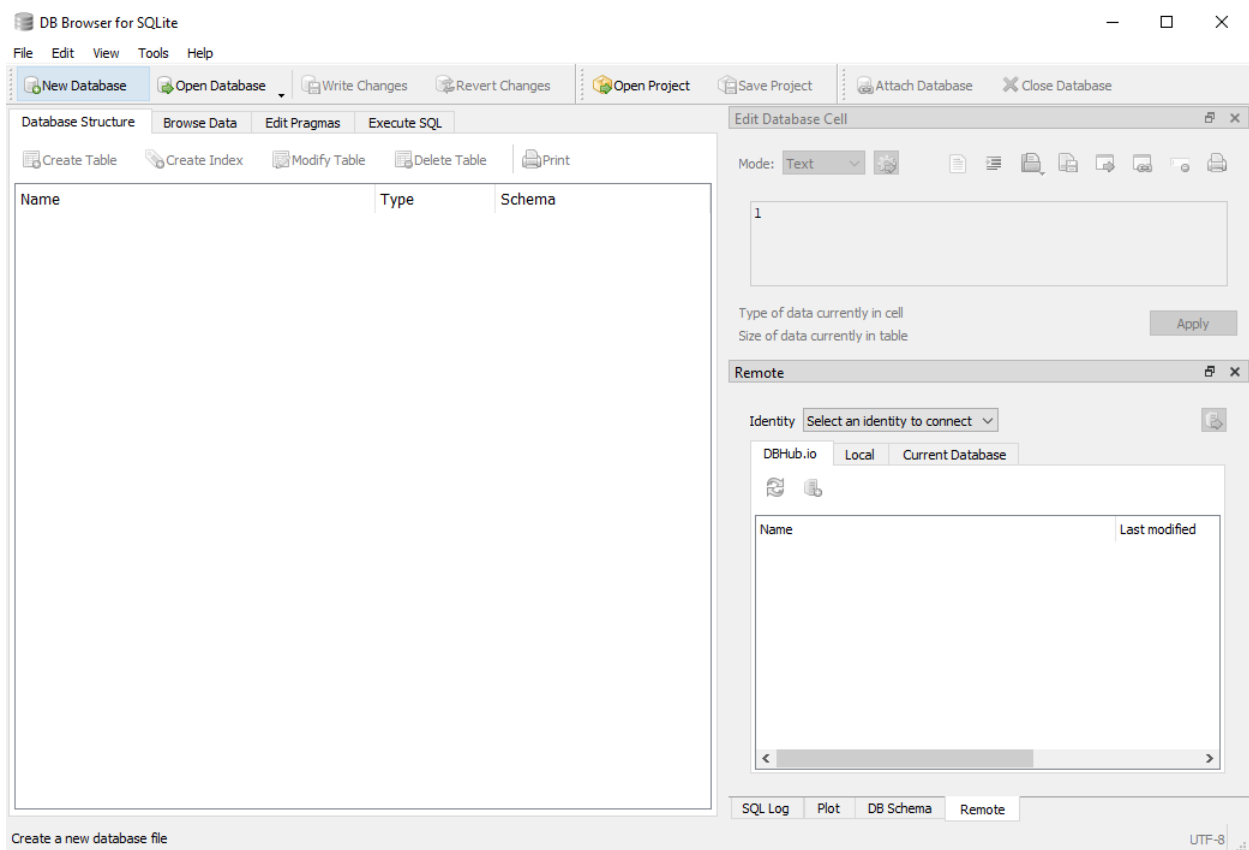 DB Browser for SQLite
File Edit View Tools Help
New Database Open Database Write Changes Revert Changes Open Project Save Project Attach Database Close Database
Database Structure Browse Data Edit Pragmas Execute SQL
Create Table Create Index Modify Table Delete Table Print
Name Type Schema
Edit Database Cell
Mode: Text
1
Type of data currently in cell
Size of data currently in table
Apply
Remote
Identity Select an identity to connect
DBHub.io Local Current Database
Name Last modified
SQL Log Plot DB Schema Remote
Create a new database file
UTF-8